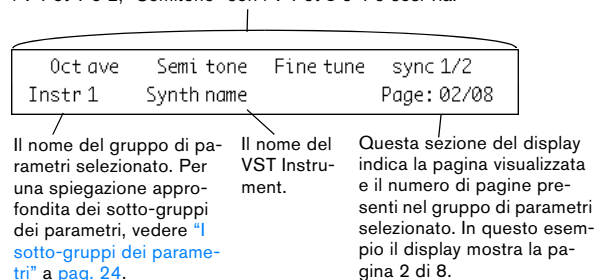 Octave Semitone Fine tune sync 1/2
Instr 1 Synth name Page: 02/08
Il nome del gruppo di pa-
rametri selezionato. Per
una spiegazione appro-
fondita dei sotto-gruppi
dei parametri, vedere “I
sotto-gruppi dei parame-
tri” a pag. 24.
Il nome del
VST Instru-
ment.
Questa sezione del display
indica la pagina visualizzata
e il numero di pagine pre-
senti nel gruppo di parametri
selezionato. In questo esem-
pio il display mostra la pa-
gina 2 di 8.